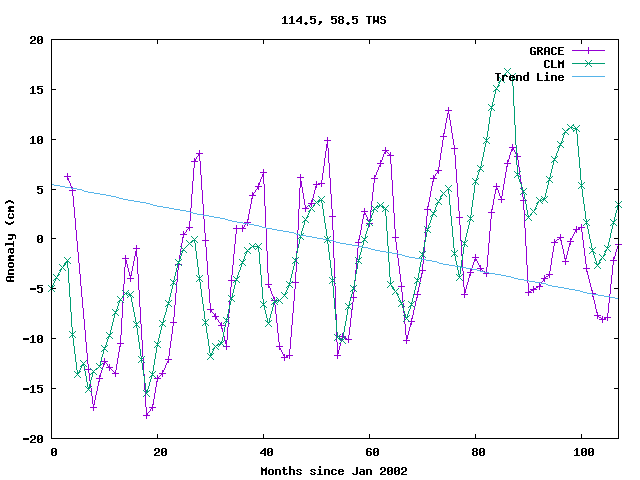 114.5, 58.5 TWS
GRACE
CLM
Trend Line
20
15
10
5
0
-5
-10
-15
-20
Anomaly (cm)
0 20 40 60 80 100
Months since Jan 2002